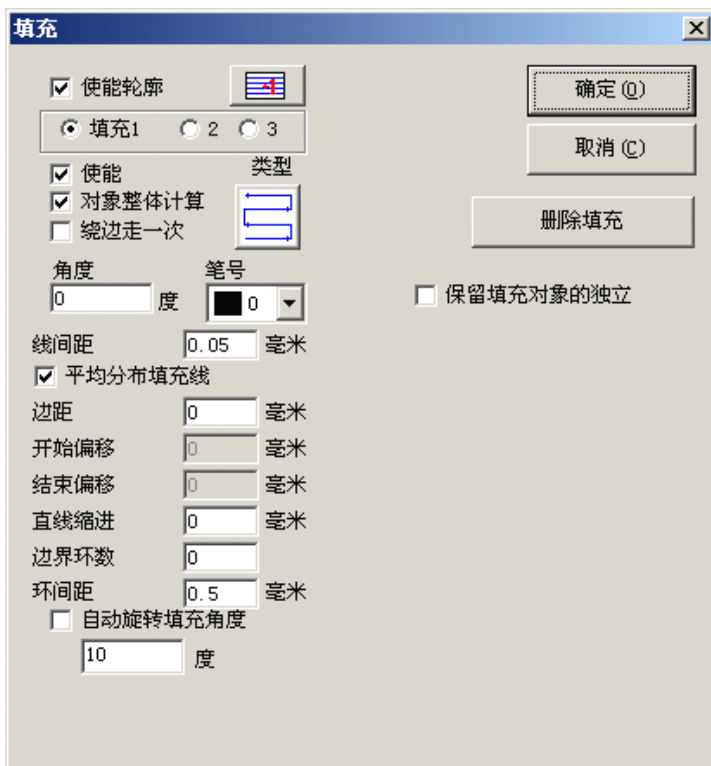 填充
使能轮廓
确定(O)
填充1 2 3
取消(C)
使能 类型
对象整体计算
绕边走一次
删除填充
角度 笔号
0 度 0
保留填充对象的独立
线间距 0.05 毫米
平均分布填充线
边距 0 毫米
开始偏移 0 毫米
结束偏移 0 毫米
直线缩进 0 毫米
边界环数 0
环间距 0.5 毫米
自动旋转填充角度
10 度